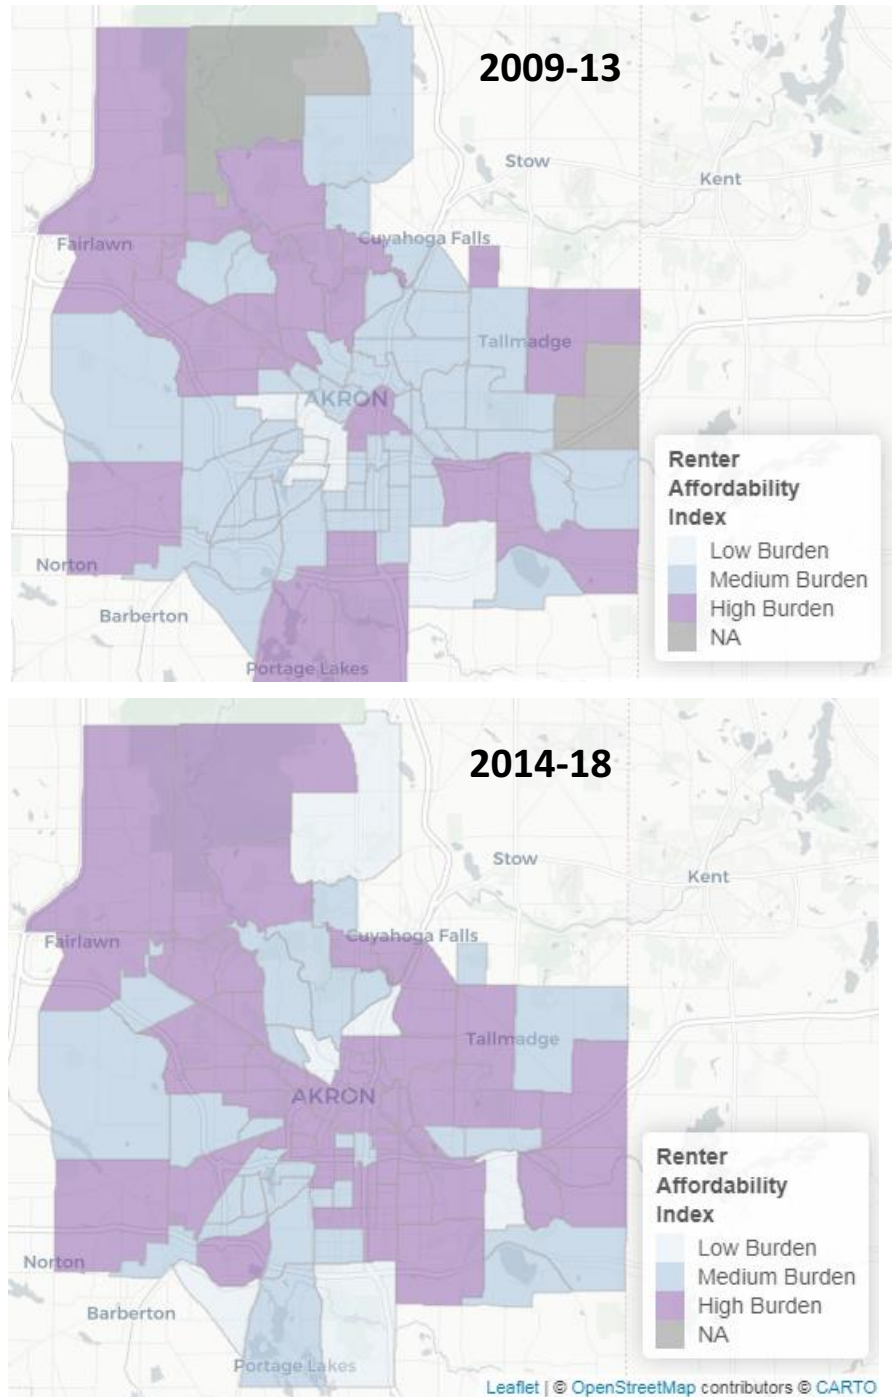 2009-13
Stow
Kent
Fairlawn
Cuyahoga Falls
Tallmadge
AKRON
Norton
Barberton
Portage Lakes
Renter
Affordability
Index
Low Burden
Medium Burden
High Burden
NA
2014-18
Stow
Kent
Fairlawn
Cuyahoga Falls
Tallmadge
AKRON
Norton
Barberton
Portage Lakes
Renter
Affordability
Index
Low Burden
Medium Burden
High Burden
NA
Leaflet | © OpenStreetMap contributors © CARTO